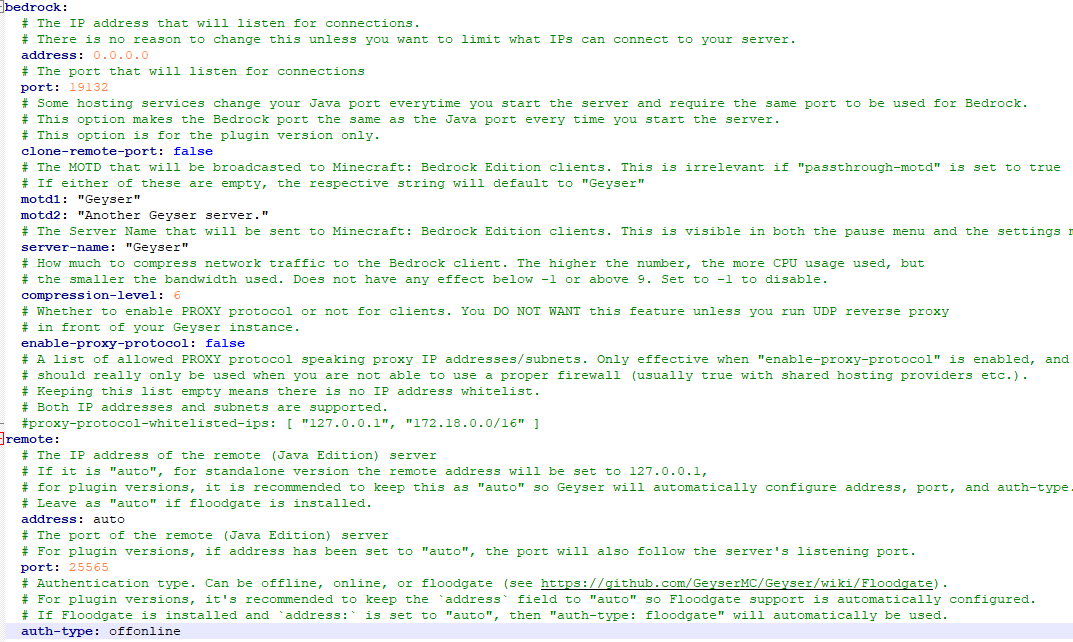 bedrock:
# The IP address that will listen for connections.
# There is no reason to change this unless you want to limit what IPs can connect to your server.
address: 0.0.0.0
# The port that will listen for connections
port: 19132
# Some hosting services change your Java port everytime you start the server and require the same port to be used for Bedrock.
# This option makes the Bedrock port the same as the Java port every time you start the server.
# This option is for the plugin version only.
clone-remote-port: false
# The MOTD that will be broadcasted to Minecraft: Bedrock Edition clients. This is irrelevant if "passthrough-motd" is set to true
# If either of these are empty, the respective string will default to "Geyser"
motd1: "Geyser"
motd2: "Another Geyser server."
# The Server Name that will be sent to Minecraft: Bedrock Edition clients. This is visible in both the pause menu and the settings
server-name: "Geyser"
# How much to compress network traffic to the Bedrock client. The higher the number, the more CPU usage used, but
# the smaller the bandwidth used. Does not have any effect below -1 or above 9. Set to -1 to disable.
compression-level: 6
# Whether to enable PROXY protocol or not for clients. You DO NOT WANT this feature unless you run UDP reverse proxy
# in front of your Geyser instance.
enable-proxy-protocol: false
# A list of allowed PROXY protocol speaking proxy IP addresses/subnets. Only effective when "enable-proxy-protocol" is enabled, and
# should really only be used when you are not able to use a proper firewall (usually true with shared hosting providers etc.).
# Keeping this list empty means there is no IP address whitelist.
# Both IP addresses and subnets are supported.
#proxy-protocol-whitelisted-ips: [ "127.0.0.1", "172.18.0.0/16" ]
remote:
# The IP address of the remote (Java Edition) server
# If it is "auto", for standalone version the remote address will be set to 127.0.0.1,
# for plugin versions, it is recommended to keep this as "auto" so Geyser will automatically configure address, port, and auth-type.
# Leave as "auto" if floodgate is installed.
address: auto
# The port of the remote (Java Edition) server
# For plugin versions, if address has been set to "auto", the port will also follow the server's listening port.
port: 25565
# Authentication type. Can be offline, online, or floodgate (see https://github.com/GeyserMC/Geyser/wiki/Floodgate).
# For plugin versions, it's recommended to keep the `address` field to "auto" so Floodgate support is automatically configured.
# If Floodgate is installed and `address:` is set to "auto", then "auth-type: floodgate" will automatically be used.
auth-type: offonline